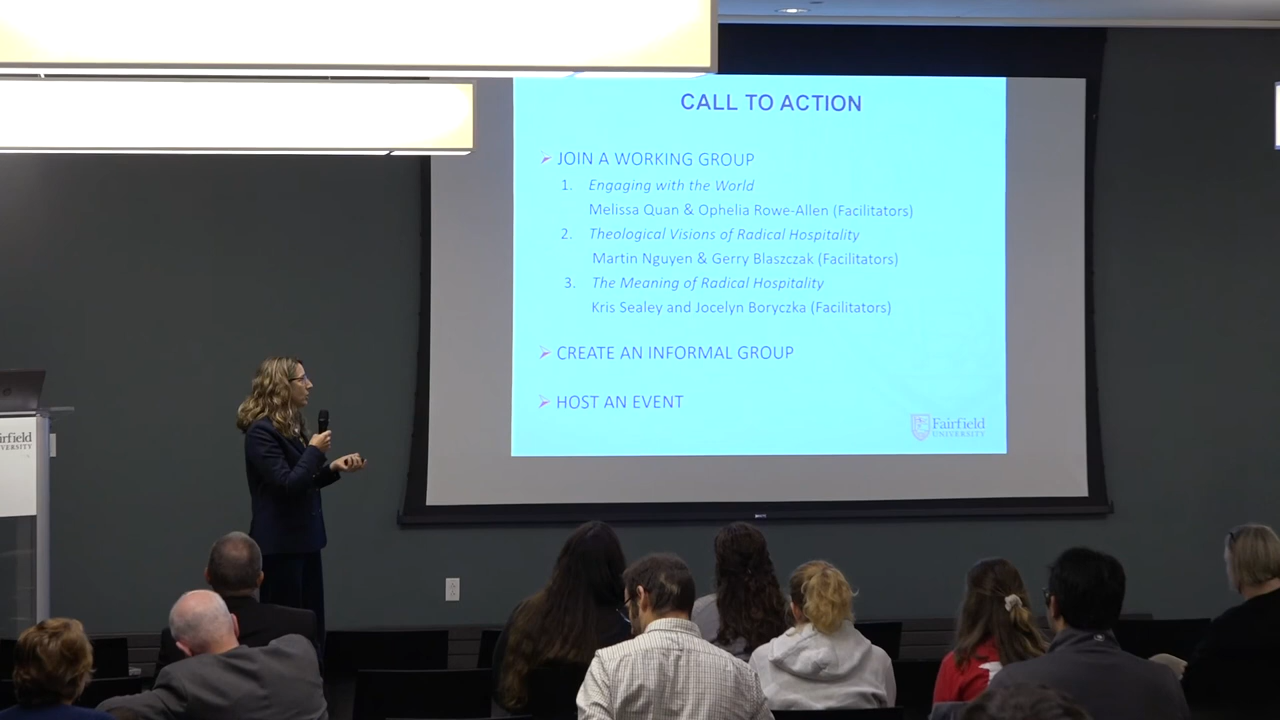 CALL TO ACTION
JOIN A WORKING GROUP
1. Engaging with the World
Melissa Quan & Ophelia Rowe-Allen (Facilitators)
2. Theological Visions of Radical Hospitality
Martin Nguyen & Gerry Blaszczak (Facilitators)
3. The Meaning of Radical Hospitality
Kris Sealey and Jocelyn Boryczka (Facilitators)
CREATE AN INFORMAL GROUP
HOST AN EVENT
Fairfield
UNIVERSITY
irfield
VERSITY